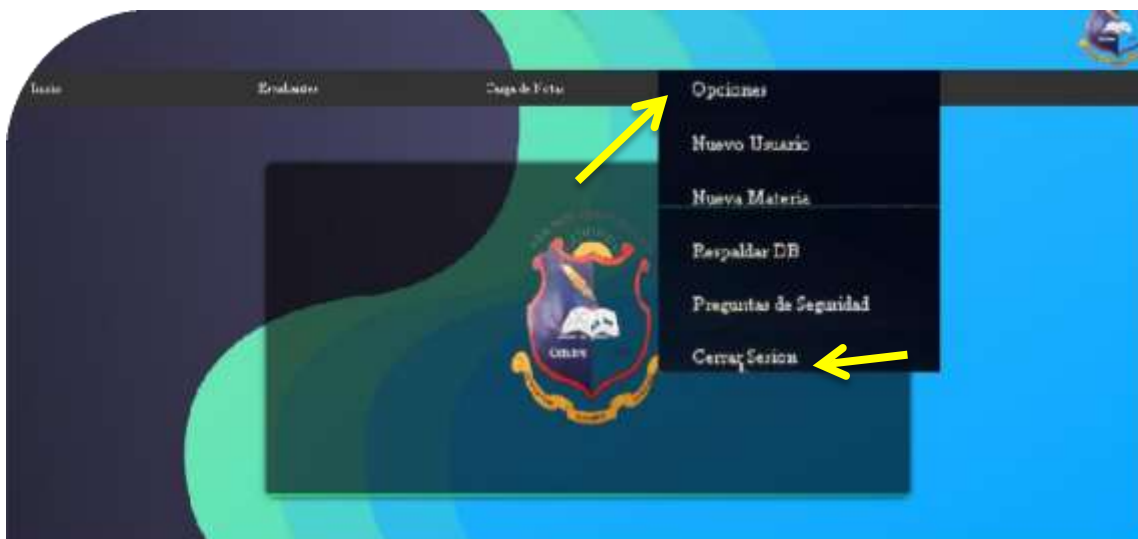 Inicio
Estudiantes
Carga de Notas
Opciones
Nuevo Usuario
Nueva Materia
Respaldar DB
Preguntas de Seguridad
Cerrar Sesion